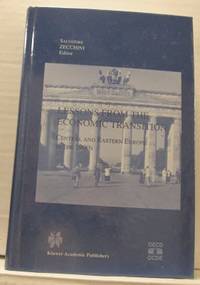 SALVATORE
ZECCHINI
Editor
LESSONS FROM THE
ECONOMIC TRANSITION
CENTRAL AND EASTERN EUROPE
Kluwer Academic Publishers
OECD
OCDE